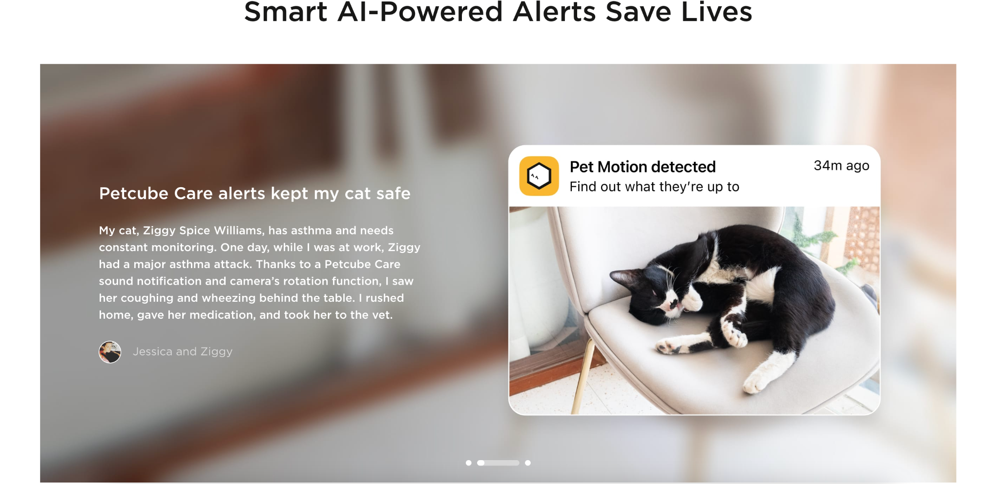 Smart AI-Powered Alerts Save Lives
Petcube Care alerts kept my cat safe
My cat, Ziggy Spice Williams, has asthma and needs
constant monitoring. One day, while I was at work, Ziggy
had a major asthma attack. Thanks to a Petcube Care
sound notification and camera’s rotation function, I saw
her coughing and wheezing behind the table. I rushed
home, gave her medication, and took her to the vet.
Jessica and Ziggy
Pet Motion detected
34m ago
Find out what they're up to